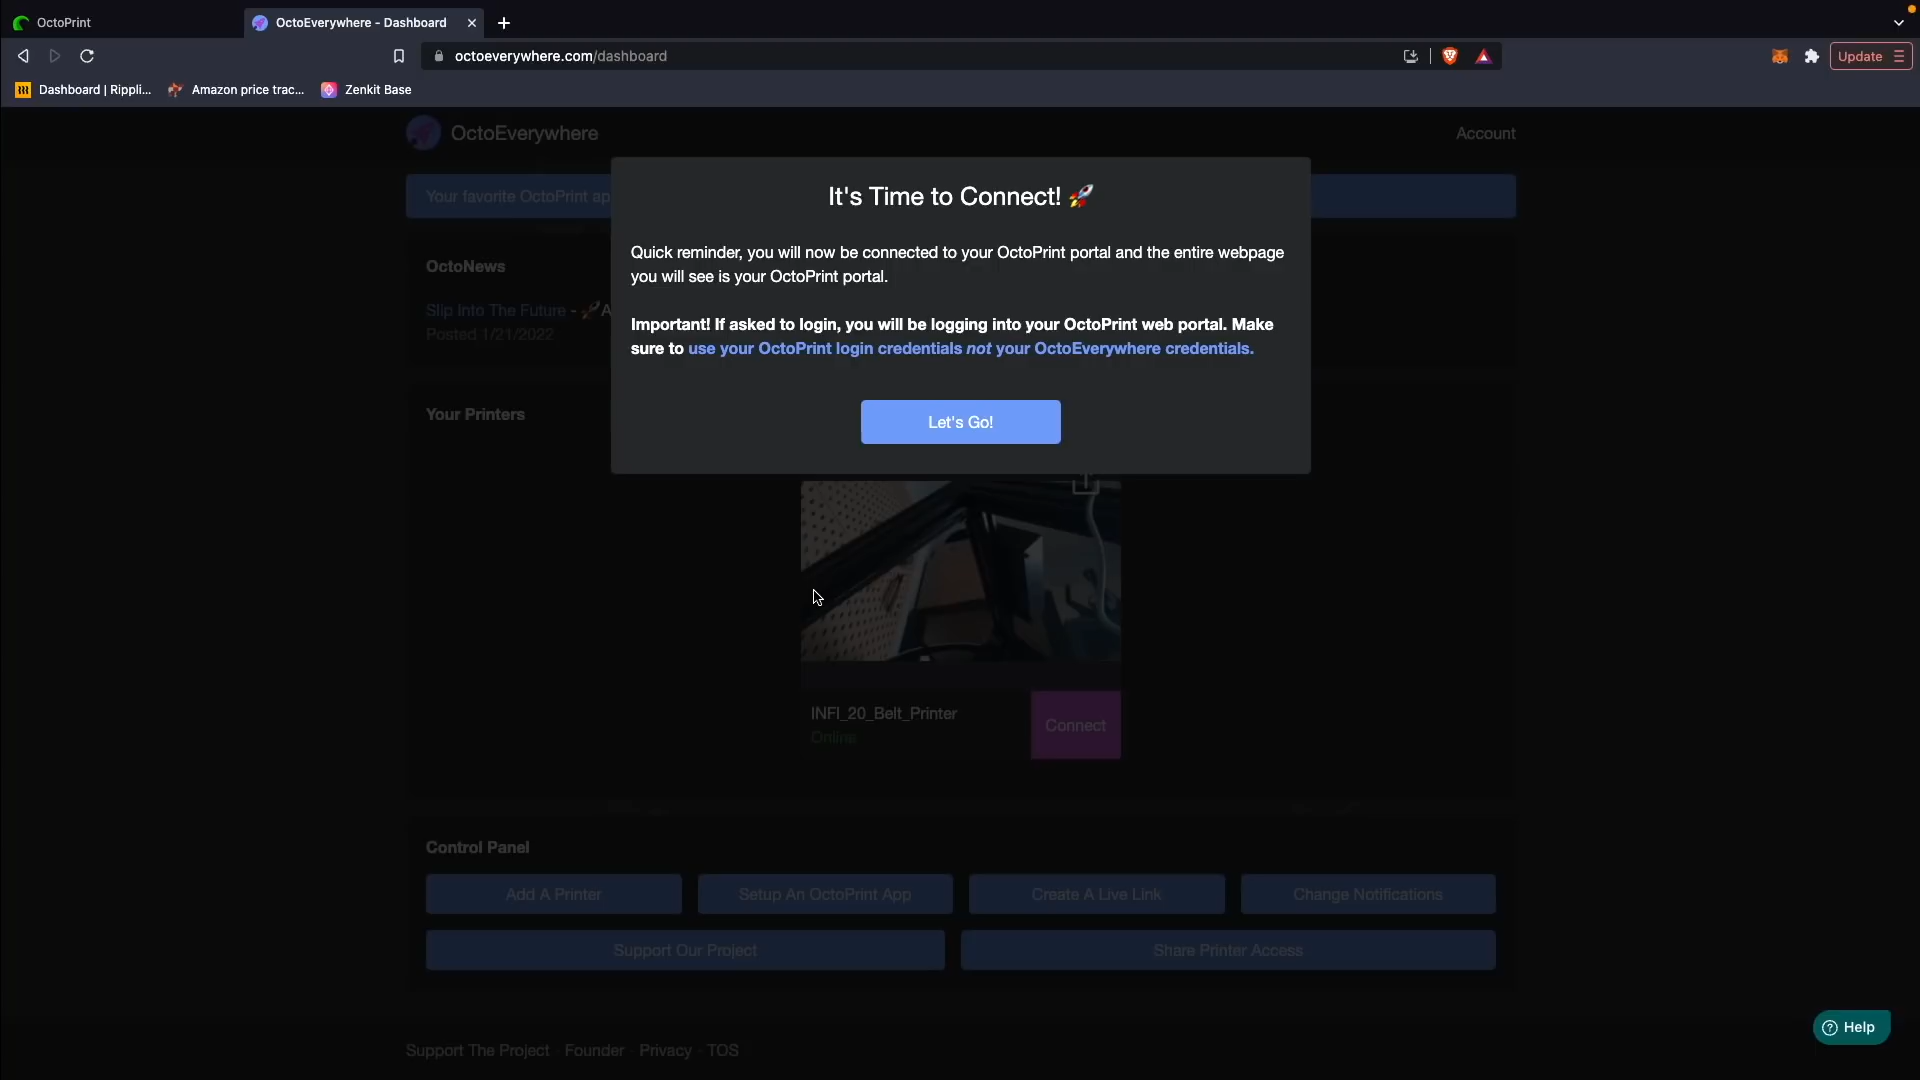 OctoPrint
OctoEverywhere - Dashboard
octoeverywhere.com/dashboard
Update
Dashboard | Rippli...
Amazon price trac...
Zenkit Base
OctoEverywhere
Account
Your favorite OctoPrint ap
It's Time to Connect! 🚀
Quick reminder, you will now be connected to your OctoPrint portal and the entire webpage
you will see is your OctoPrint portal.
Important! If asked to login, you will be logging into your OctoPrint web portal. Make
sure to use your OctoPrint login credentials not your OctoEverywhere credentials.
Let's Go!
OctoNews
Slip Into The Future - 🚀A
Posted 1/21/2022
Your Printers
INFI_20_Belt_Printer
Online
Connect
Control Panel
Add A Printer
Setup An OctoPrint App
Create A Live Link
Change Notifications
Support Our Project
Share Printer Access
Help
Support The Project
Founder
Privacy
TOS